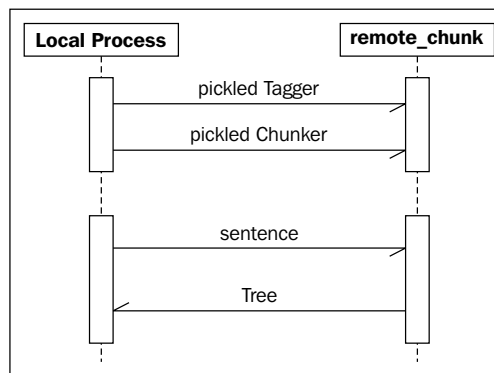 Local Process
remote_chunk
pickled Tagger
pickled Chunker
sentence
Tree